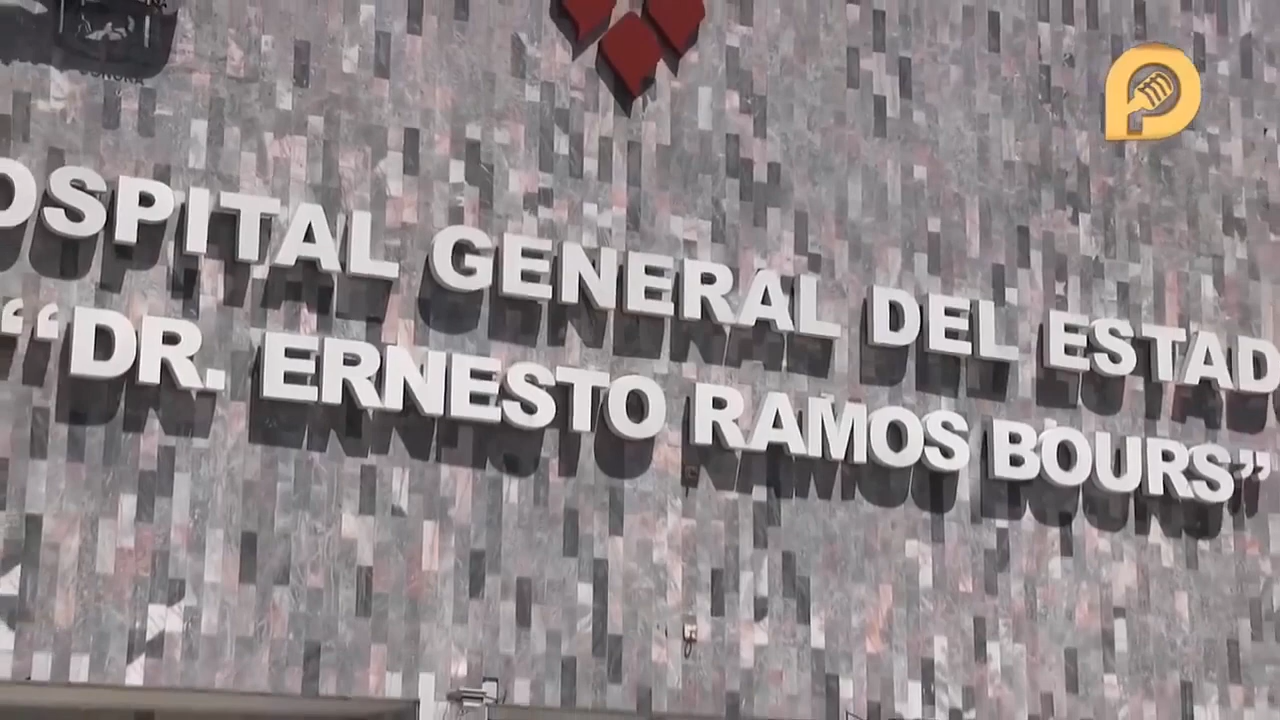 OSPITAL GENERAL DEL ESTAD
“DR. ERNESTO RAMOS BOURS”